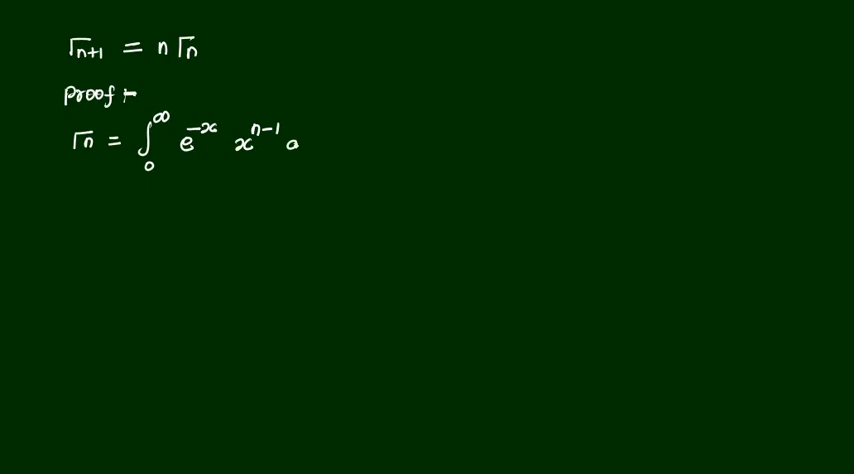 Γn+1 = n Γn
Proof :-
Γn = ∫₀^∞ e^-x x^n-1 d